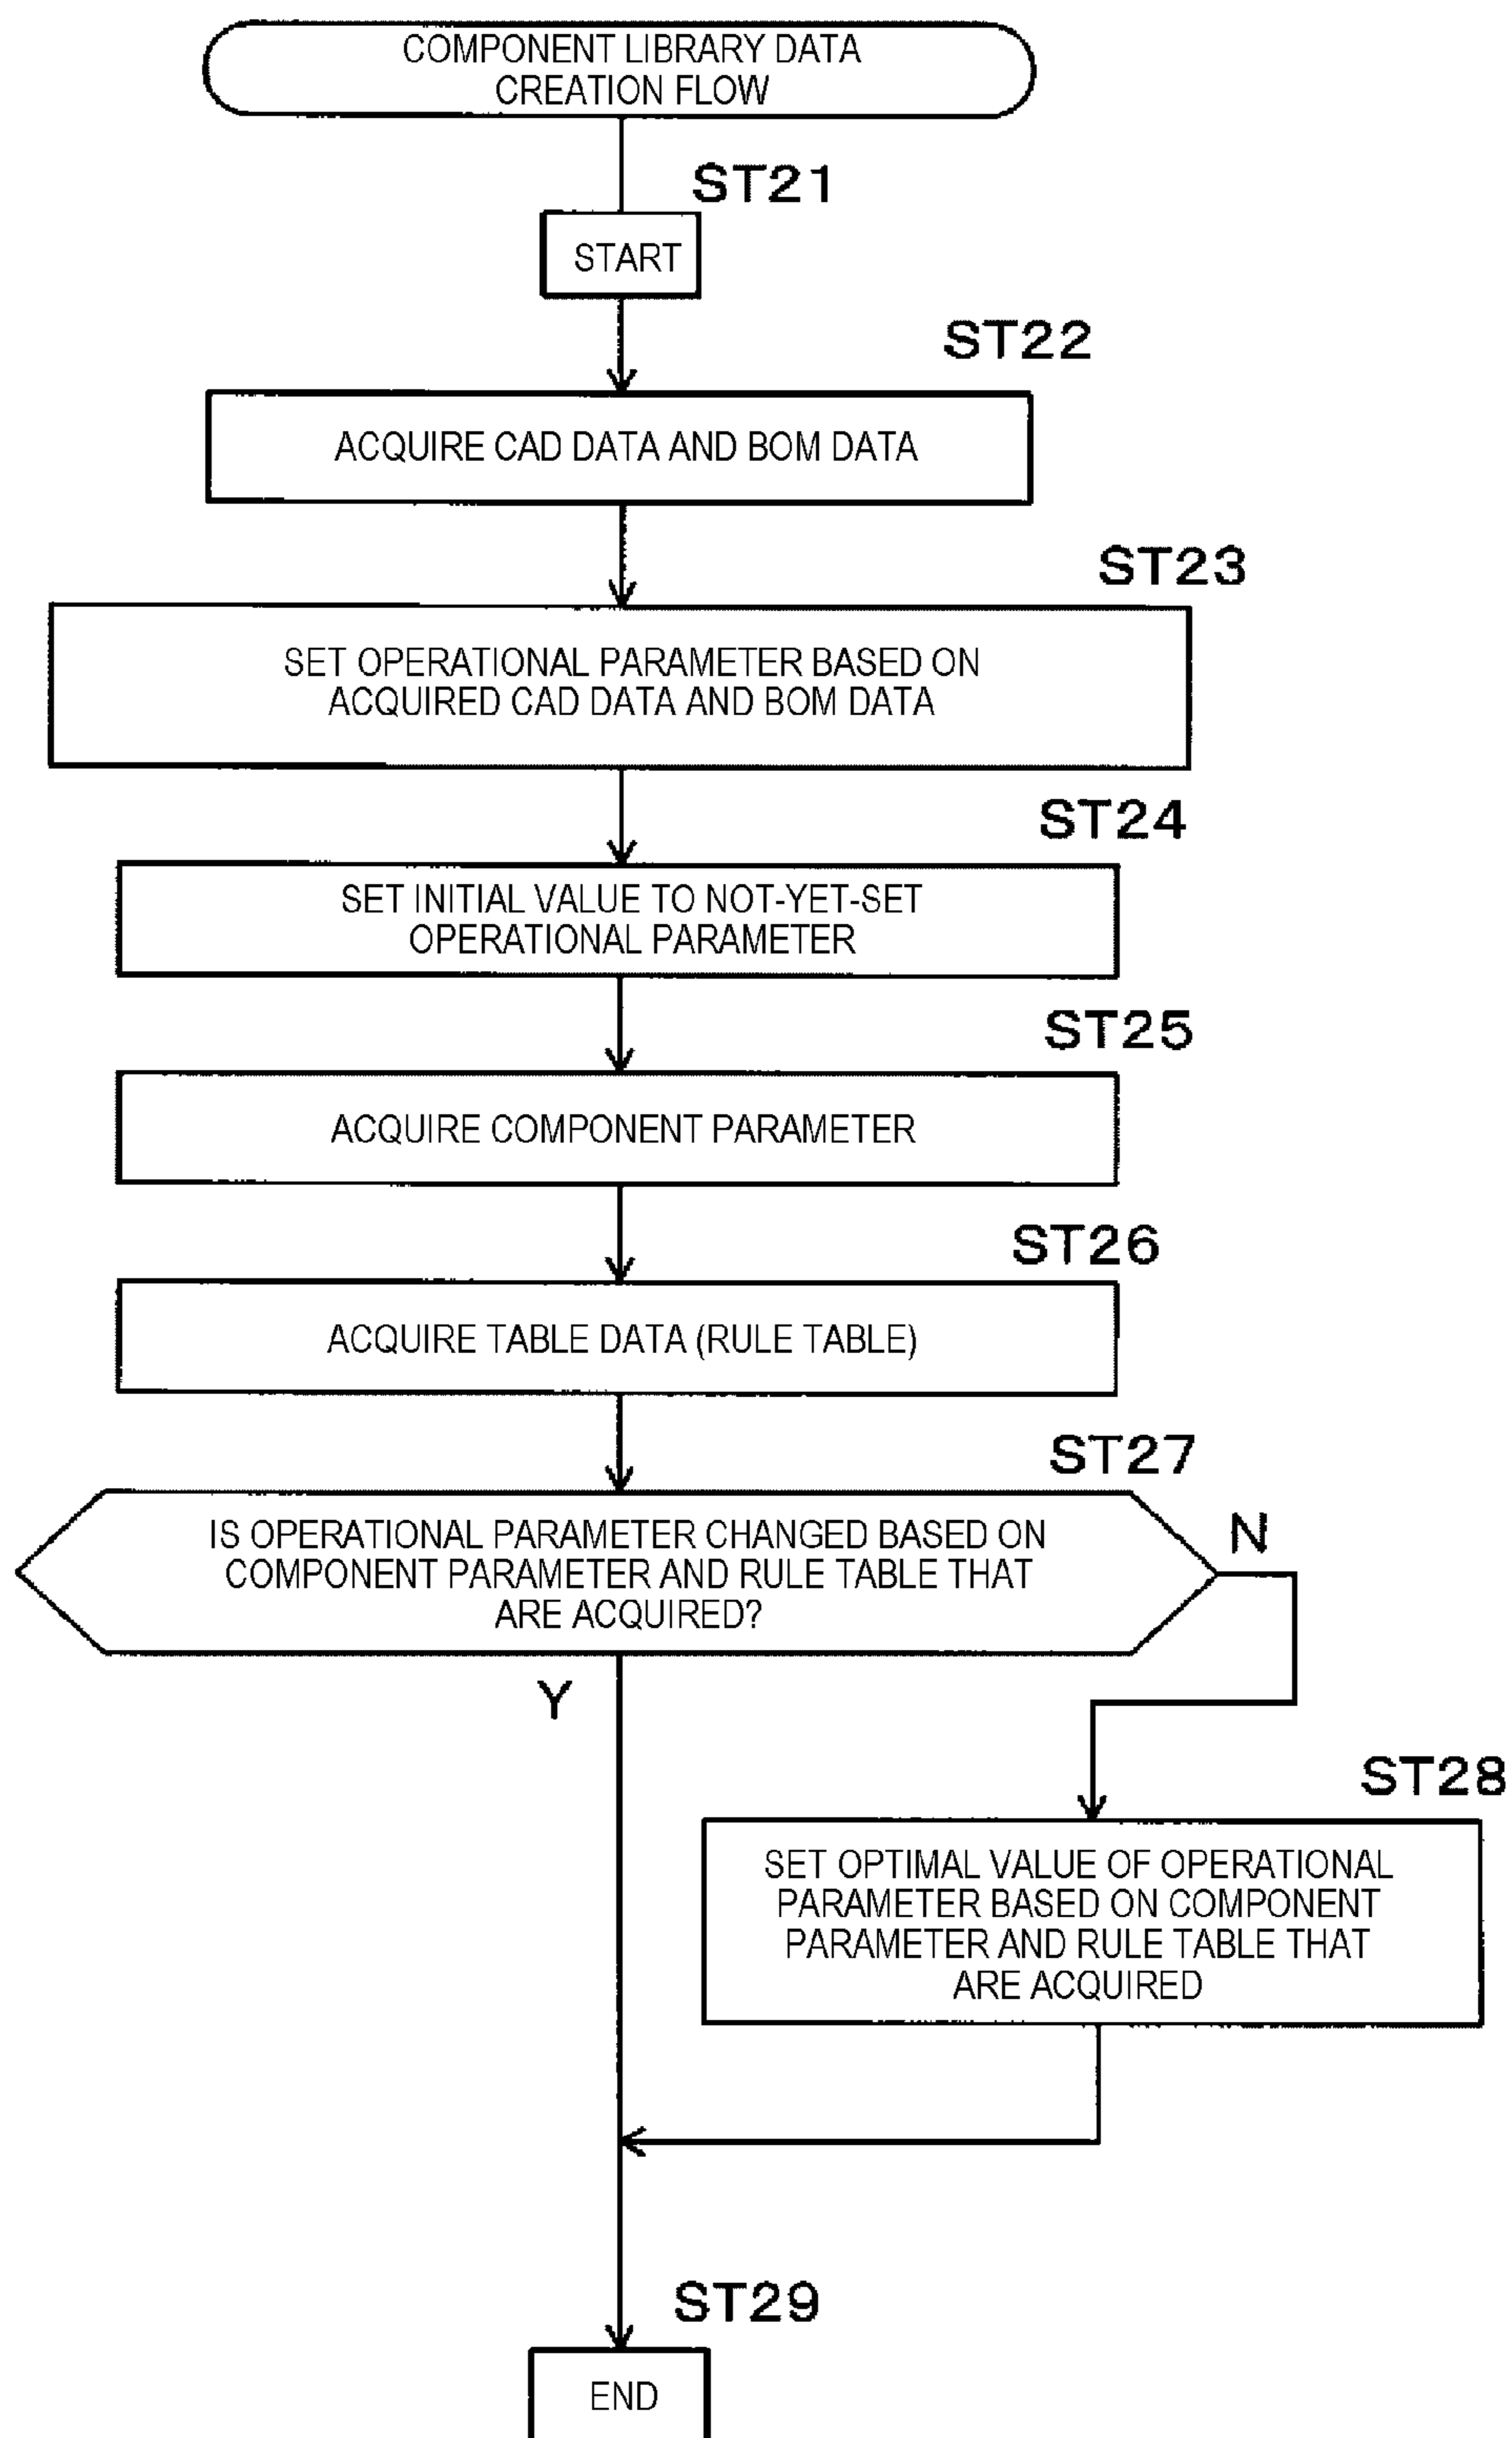 COMPONENT LIBRARY DATA
CREATION FLOW
ST21
START
ST22
ACQUIRE CAD DATA AND BOM DATA
ST23
SET OPERATIONAL PARAMETER BASED ON
ACQUIRED CAD DATA AND BOM DATA
ST24
SET INITIAL VALUE TO NOT-YET-SET
OPERATIONAL PARAMETER
ST25
ACQUIRE COMPONENT PARAMETER
ST26
ACQUIRE TABLE DATA (RULE TABLE)
ST27
IS OPERATIONAL PARAMETER CHANGED BASED ON
COMPONENT PARAMETER AND RULE TABLE THAT
ARE ACQUIRED?
N
Y
ST28
SET OPTIMAL VALUE OF OPERATIONAL
PARAMETER BASED ON COMPONENT
PARAMETER AND RULE TABLE THAT
ARE ACQUIRED
ST29
END